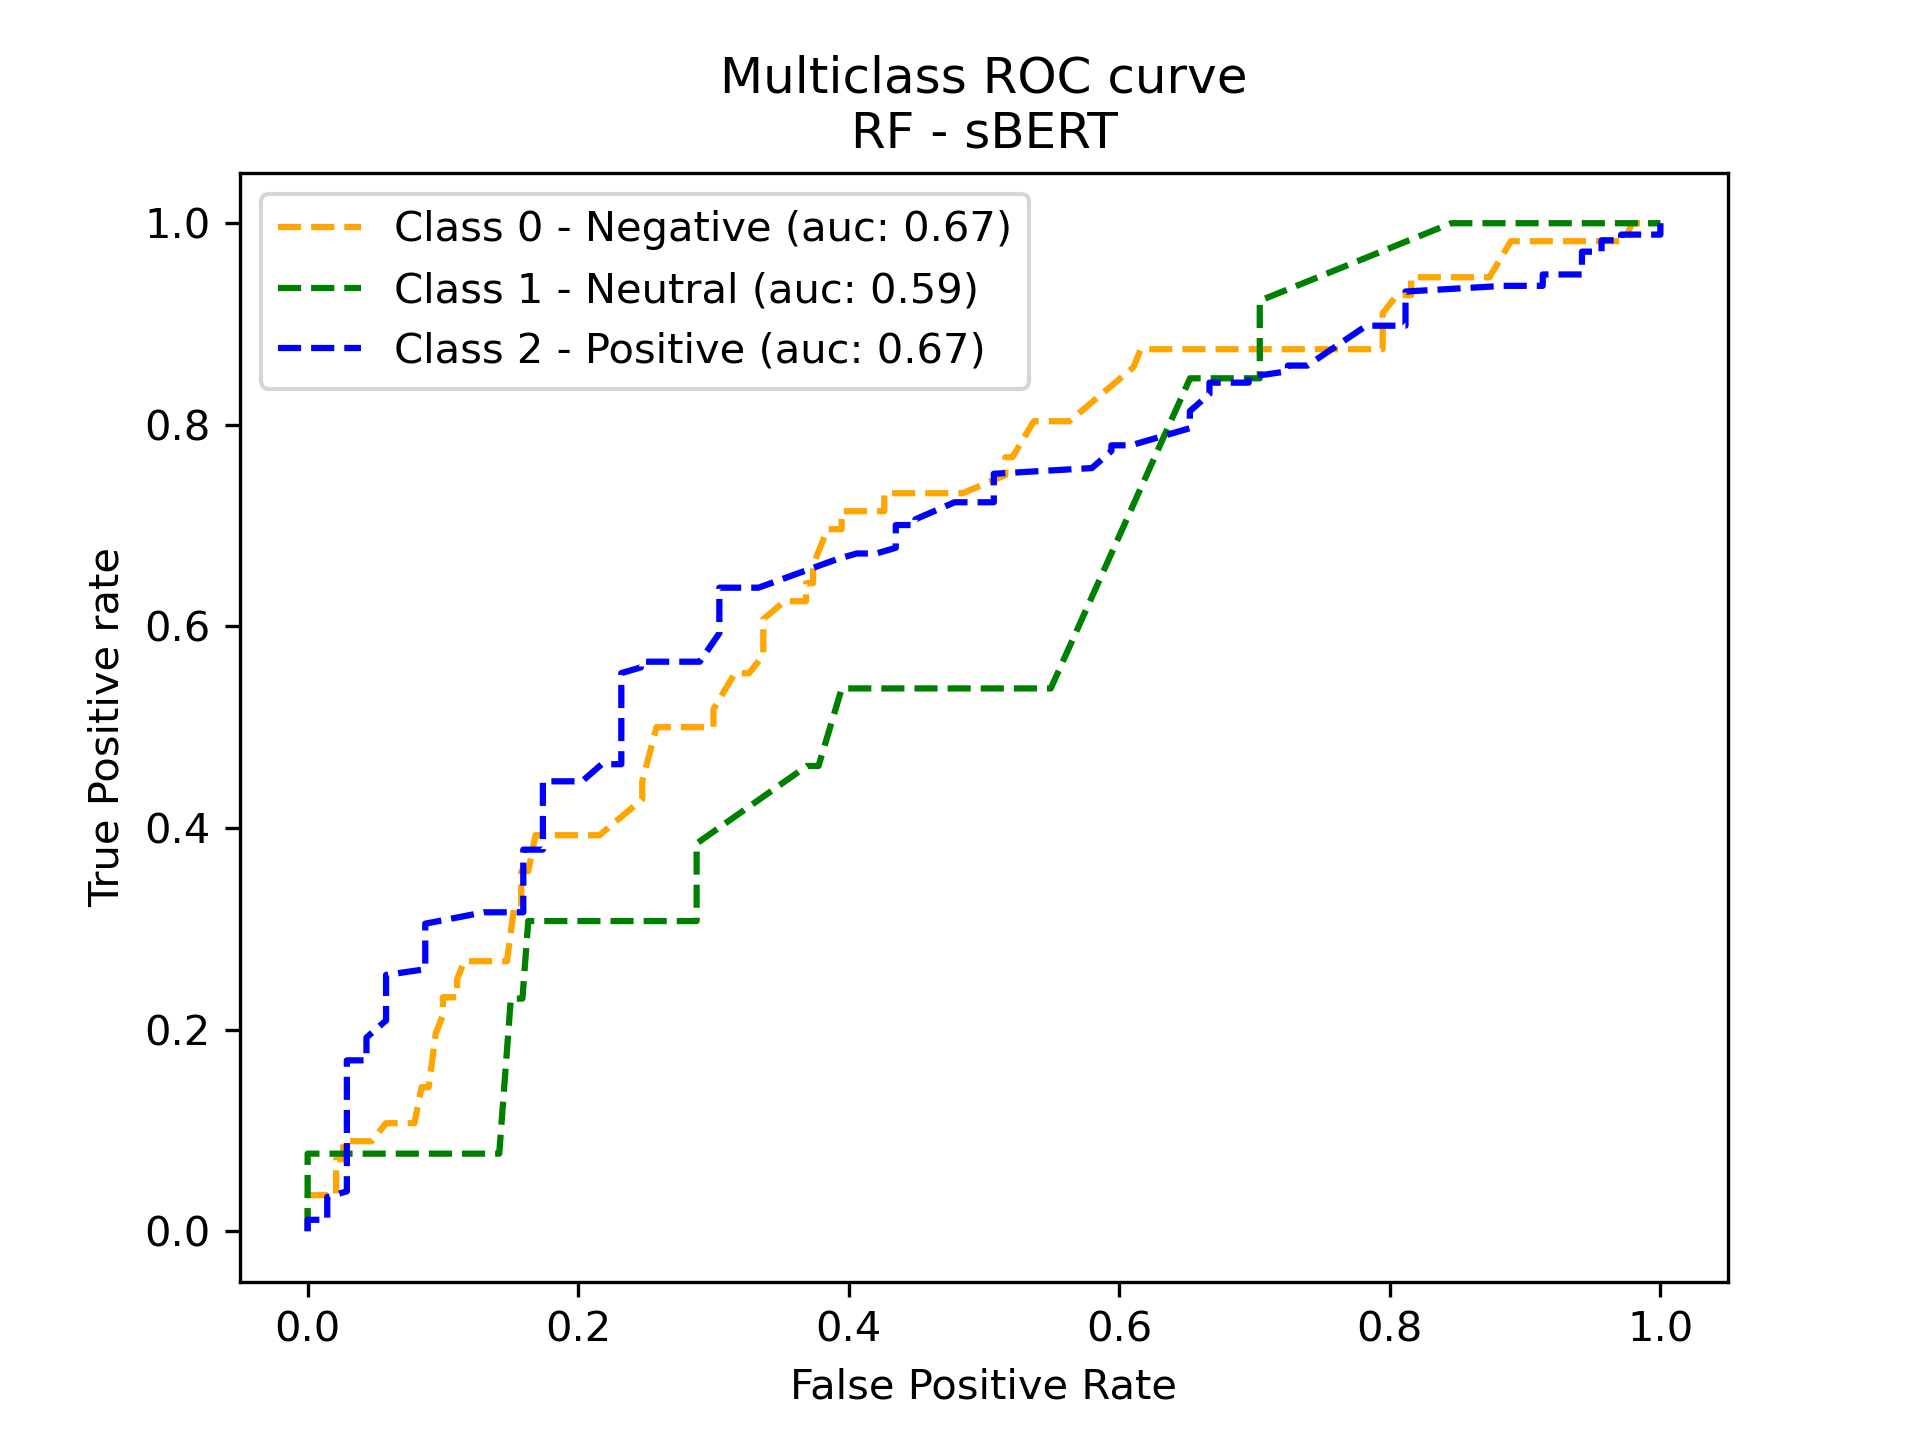 Multiclass ROC curve
RF - sBERT
Class 0 - Negative (auc: 0.67)
Class 1 - Neutral (auc: 0.59)
Class 2 - Positive (auc: 0.67)
True Positive rate
1.0
0.8
0.6
0.4
0.2
0.0
0.0 0.2 0.4 0.6 0.8 1.0
False Positive Rate